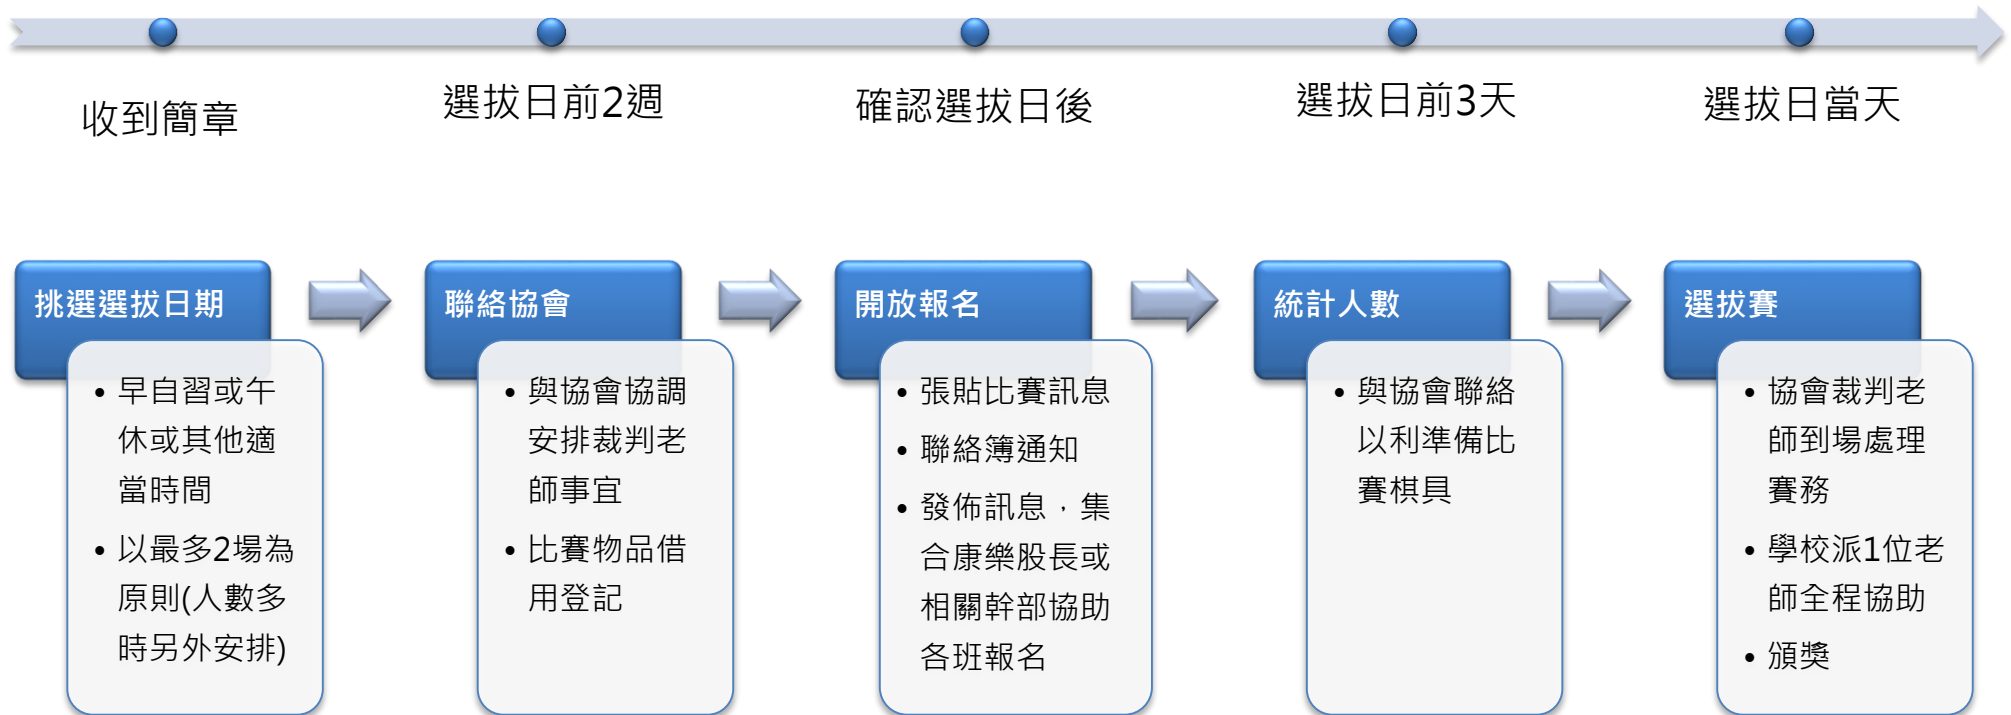 收到簡章
選拔日前2週
確認選拔日後
選拔日前3天
選拔日當天
挑選選拔日期
• 早自習或午
休或其他適
當時間
• 以最多2場為
原則(人數多
時另外安排)
聯絡協會
• 與協會協調
安排裁判老
師事宜
• 比賽物品借
用登記
開放報名
• 張貼比賽訊息
• 聯絡簿通知
• 發佈訊息，集
合康樂股長或
相關幹部協助
各班報名
統計人數
• 與協會聯絡
以利準備比
賽棋具
選拔賽
• 協會裁判老
師到場處理
賽務
• 學校派1位老
師全程協助
• 頒獎